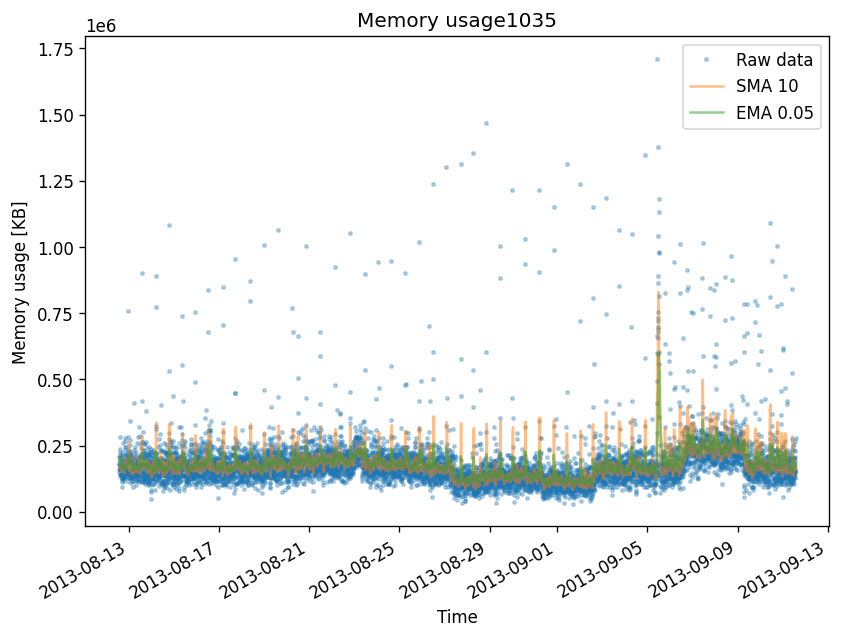 Memory usage1035
1e6
Raw data
SMA 10
EMA 0.05
1.75
1.50
1.25
1.00
0.75
0.50
0.25
0.00
Memory usage [KB]
2013-08-13
2013-08-17
2013-08-21
2013-08-25
2013-08-29
2013-09-01
2013-09-05
2013-09-09
2013-09-13
Time